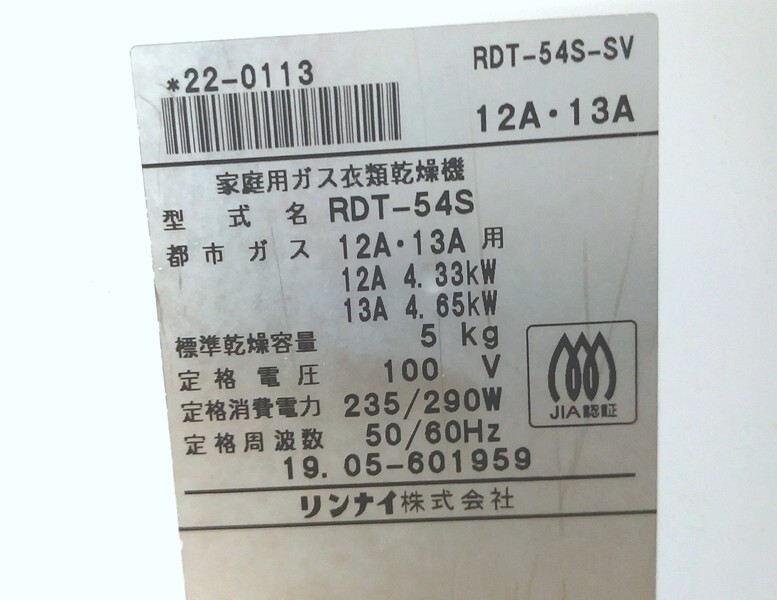 *22-0113
RDT-54S-SV
12A・13A
家庭用ガス衣類乾燥機
型式名 RDT-54S
都市ガス 12A・13A用
12A 4.33kW
13A 4.65kW
標準乾燥容量 5 kg
定格電圧 100 V
定格消費電力 235/290W
定格周波数 50/60Hz
19.05-601959
JIA認証
リンナイ株式会社